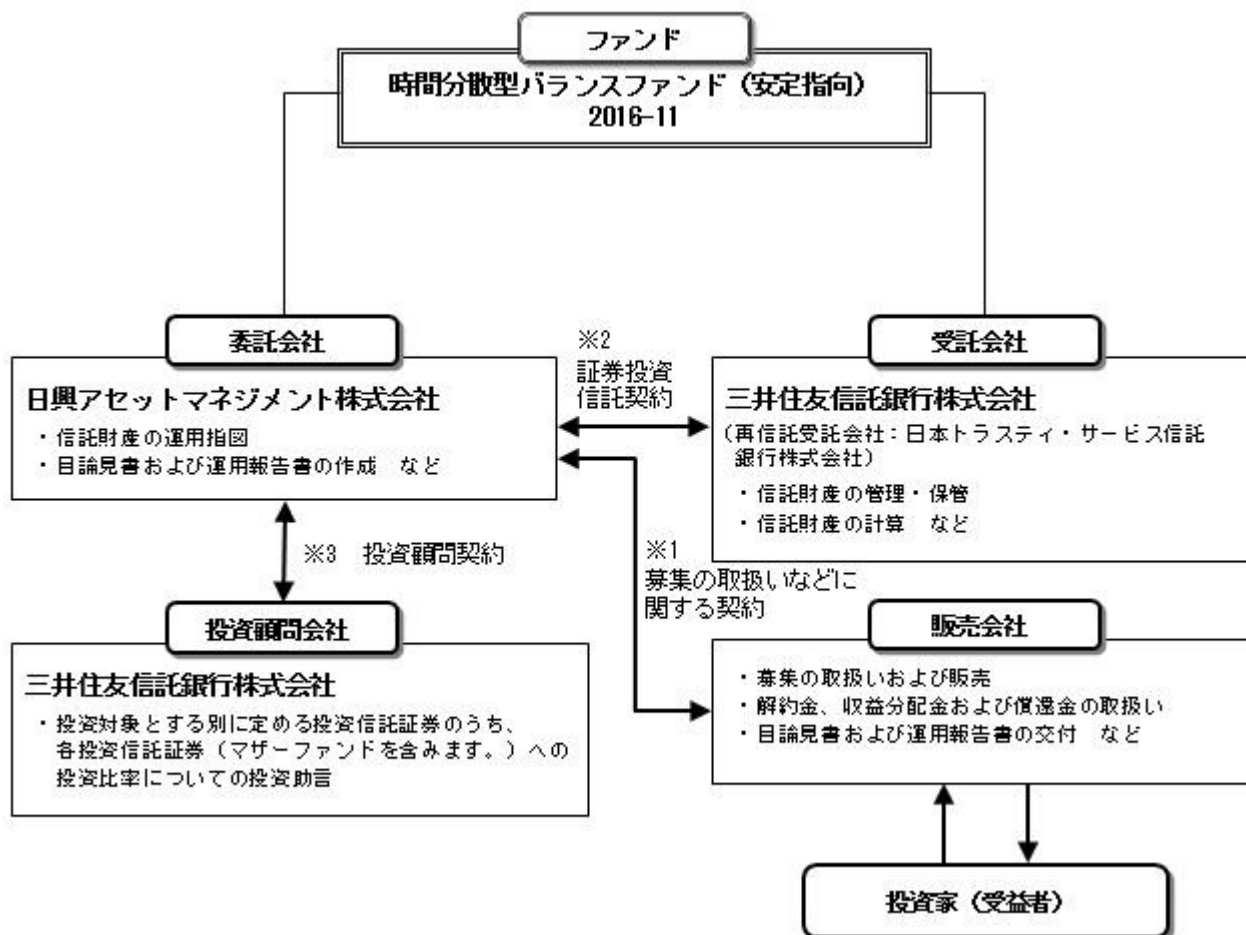 ファンド
時間分散型バランスファンド（安定指向）
2016-11
委託会社
日興アセットマネジメント株式会社
・信託財産の運用指図
・目論見書および運用報告書の作成　など
※2
証券投資
信託契約
受託会社
三井住友信託銀行株式会社
（再信託受託会社：日本トラスティ・サービス信託
銀行株式会社）
・信託財産の管理・保管
・信託財産の計算　など
※3　投資顧問契約
※1
募集の取扱いなどに
関する契約
投資顧問会社
三井住友信託銀行株式会社
・投資対象とする別に定める投資信託証券のうち、
各投資信託証券（マザーファンドを含みます。）への
投資比率についての投資助言
販売会社
・募集の取扱いおよび販売
・解約金、収益分配金および償還金の取扱い
・目論見書および運用報告書の交付　など
投資家（受益者）